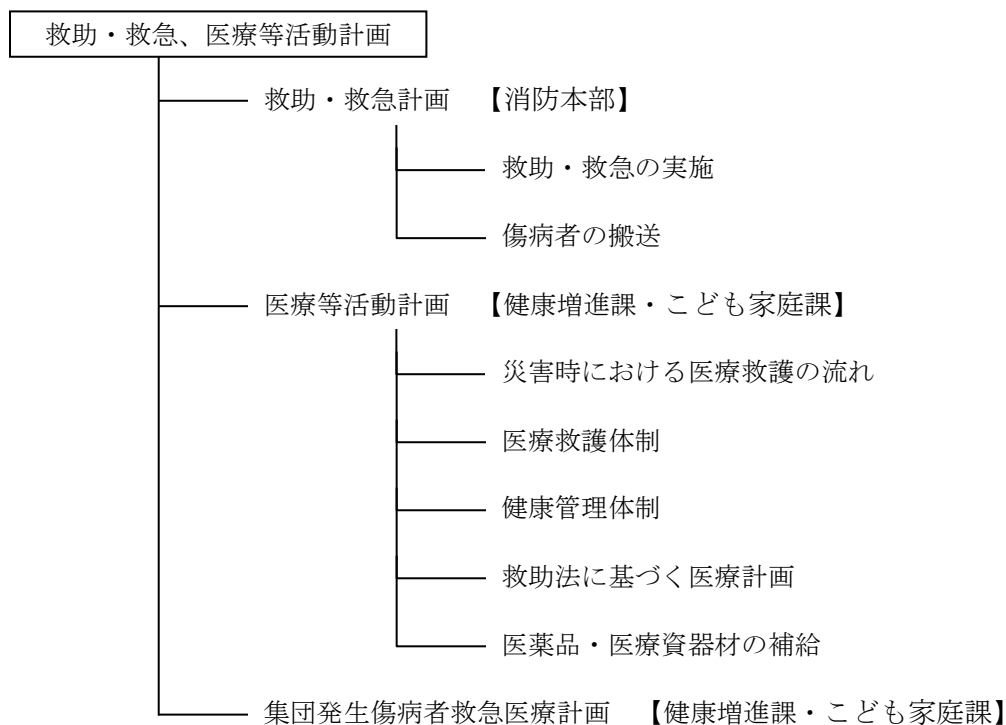 救助・救急、医療等活動計画
救助・救急計画　【消防本部】
救助・救急の実施
傷病者の搬送
医療等活動計画　【健康増進課・こども家庭課】
災害時における医療救護の流れ
医療救護体制
健康管理体制
救助法に基づく医療計画
医薬品・医療資器材の補給
集団発生傷病者救急医療計画　【健康増進課・こども家庭課】